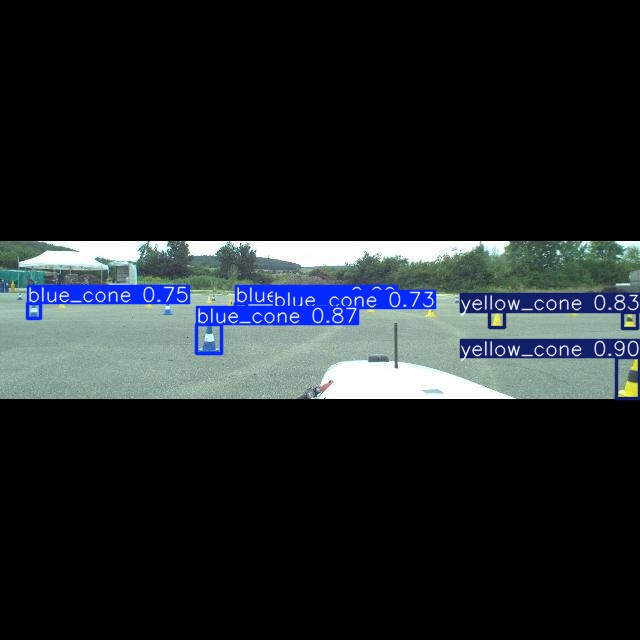 blue_cone 0.75
blue_cone 0.73
yellow_cone 0.83
blue_cone 0.87
yellow_cone 0.90